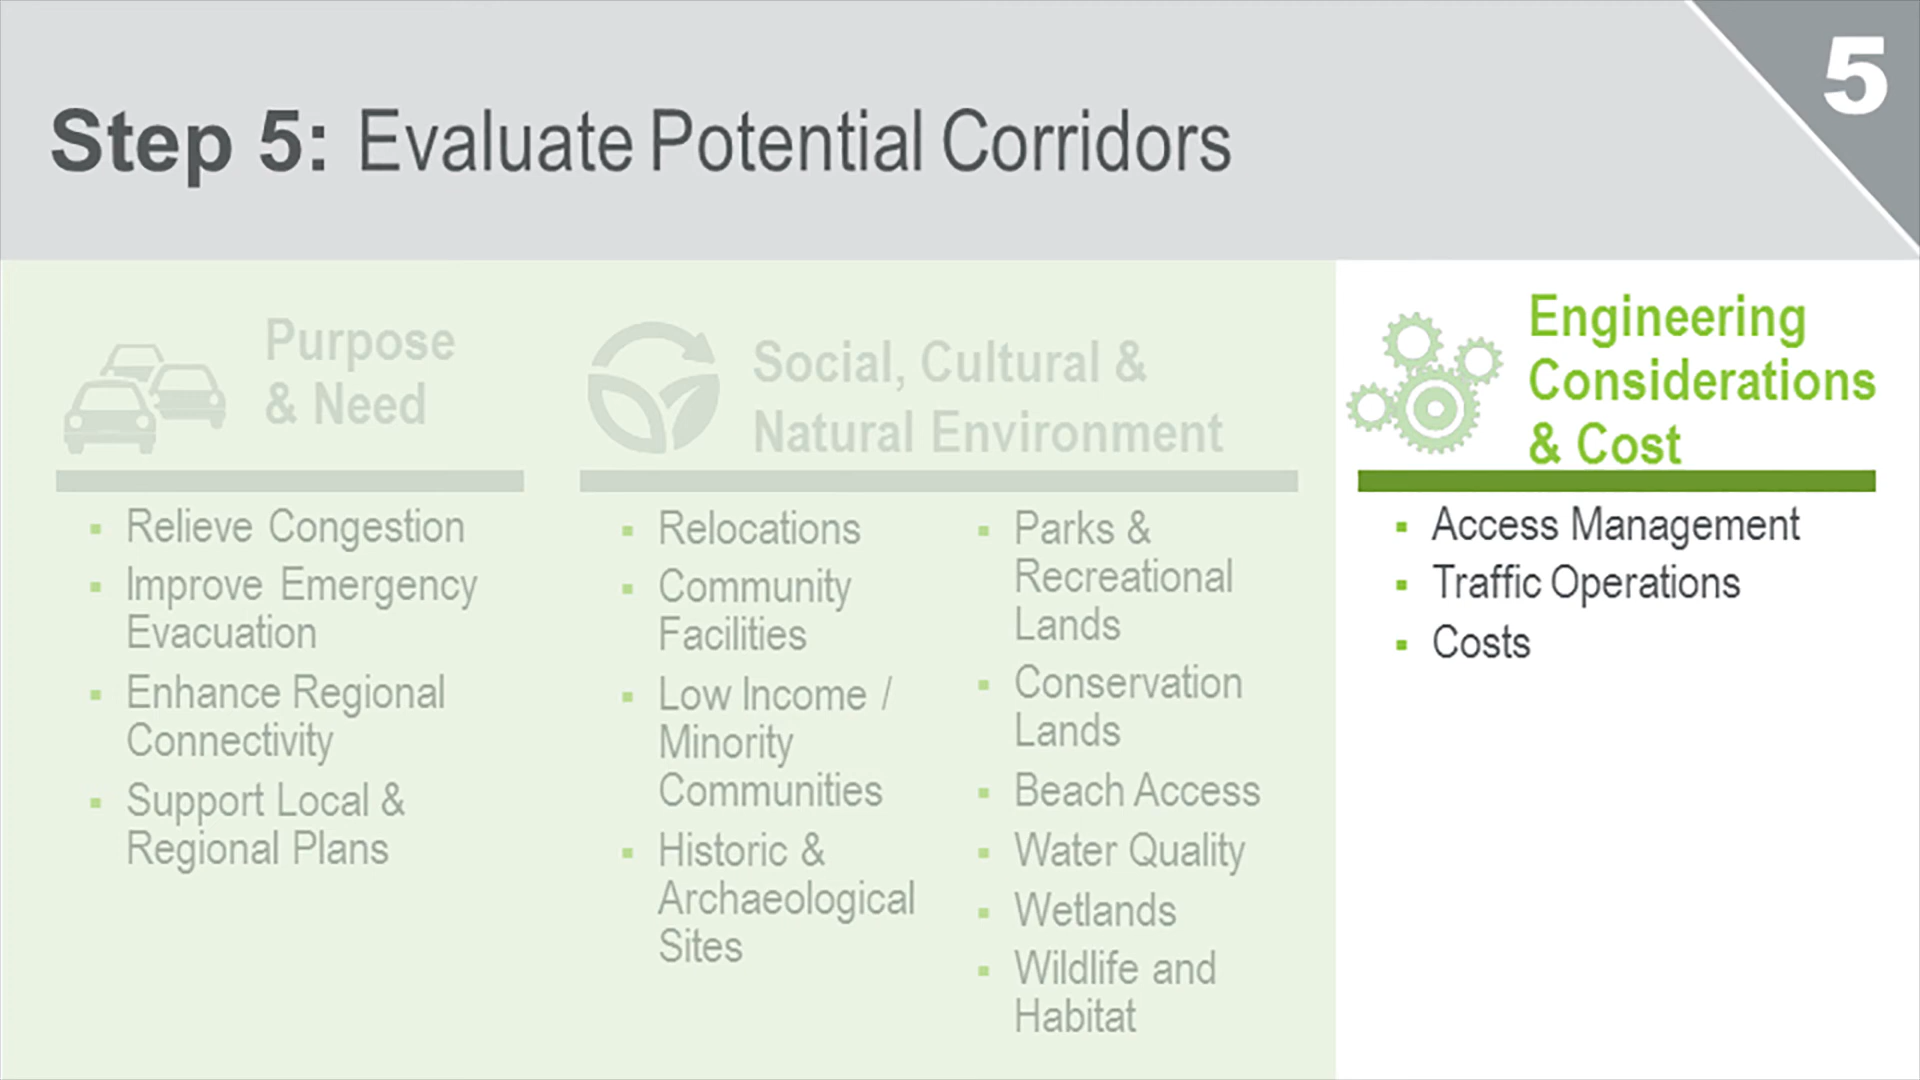 5
Step 5: Evaluate Potential Corridors
Purpose
& Need
▪ Relieve Congestion
▪ Improve Emergency
Evacuation
▪ Enhance Regional
Connectivity
▪ Support Local &
Regional Plans
Social, Cultural &
Natural Environment
▪ Relocations
▪ Community
Facilities
▪ Low Income /
Minority
Communities
▪ Historic &
Archaeological
Sites
▪ Parks &
Recreational
Lands
▪ Conservation
Lands
▪ Beach Access
▪ Water Quality
▪ Wetlands
▪ Wildlife and
Habitat
Engineering
Considerations
& Cost
▪ Access Management
▪ Traffic Operations
▪ Costs